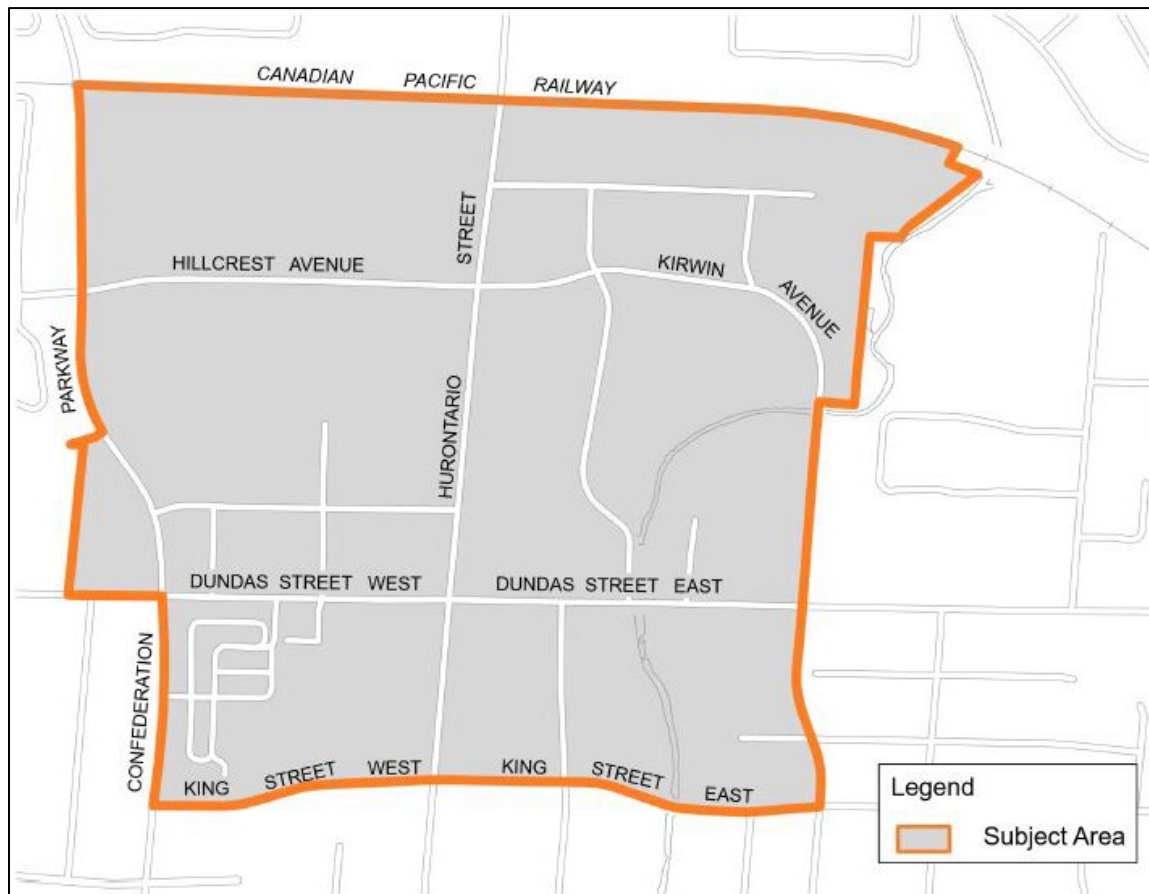 CANADIAN PACIFIC RAILWAY
STREET
HILLCREST AVENUE
KIRWIN
AVENUE
PARKWAY
HURONTARIO
DUNDAS STREET WEST
DUNDAS STREET EAST
CONFEDERATION
KING STREET WEST
KING STREET EAST
Legend
Subject Area